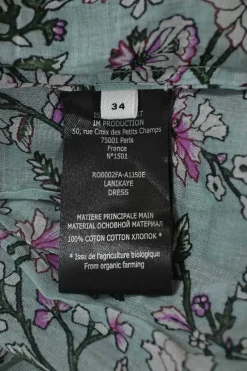 34
IM PRODUCTION
50, rue Croix des Petits Champs
75001 Paris
France
N°1501
RO0002FA-A1I50E
LANIKAYE
DRESS
MATIERE PRINCIPALE MAIN
MATERIAL ОСНОВНОЙ МАТЕРИАЛ
100% COTON COTTON ХЛОПОК *
* Issu de l'agriculture biologique
From organic farming